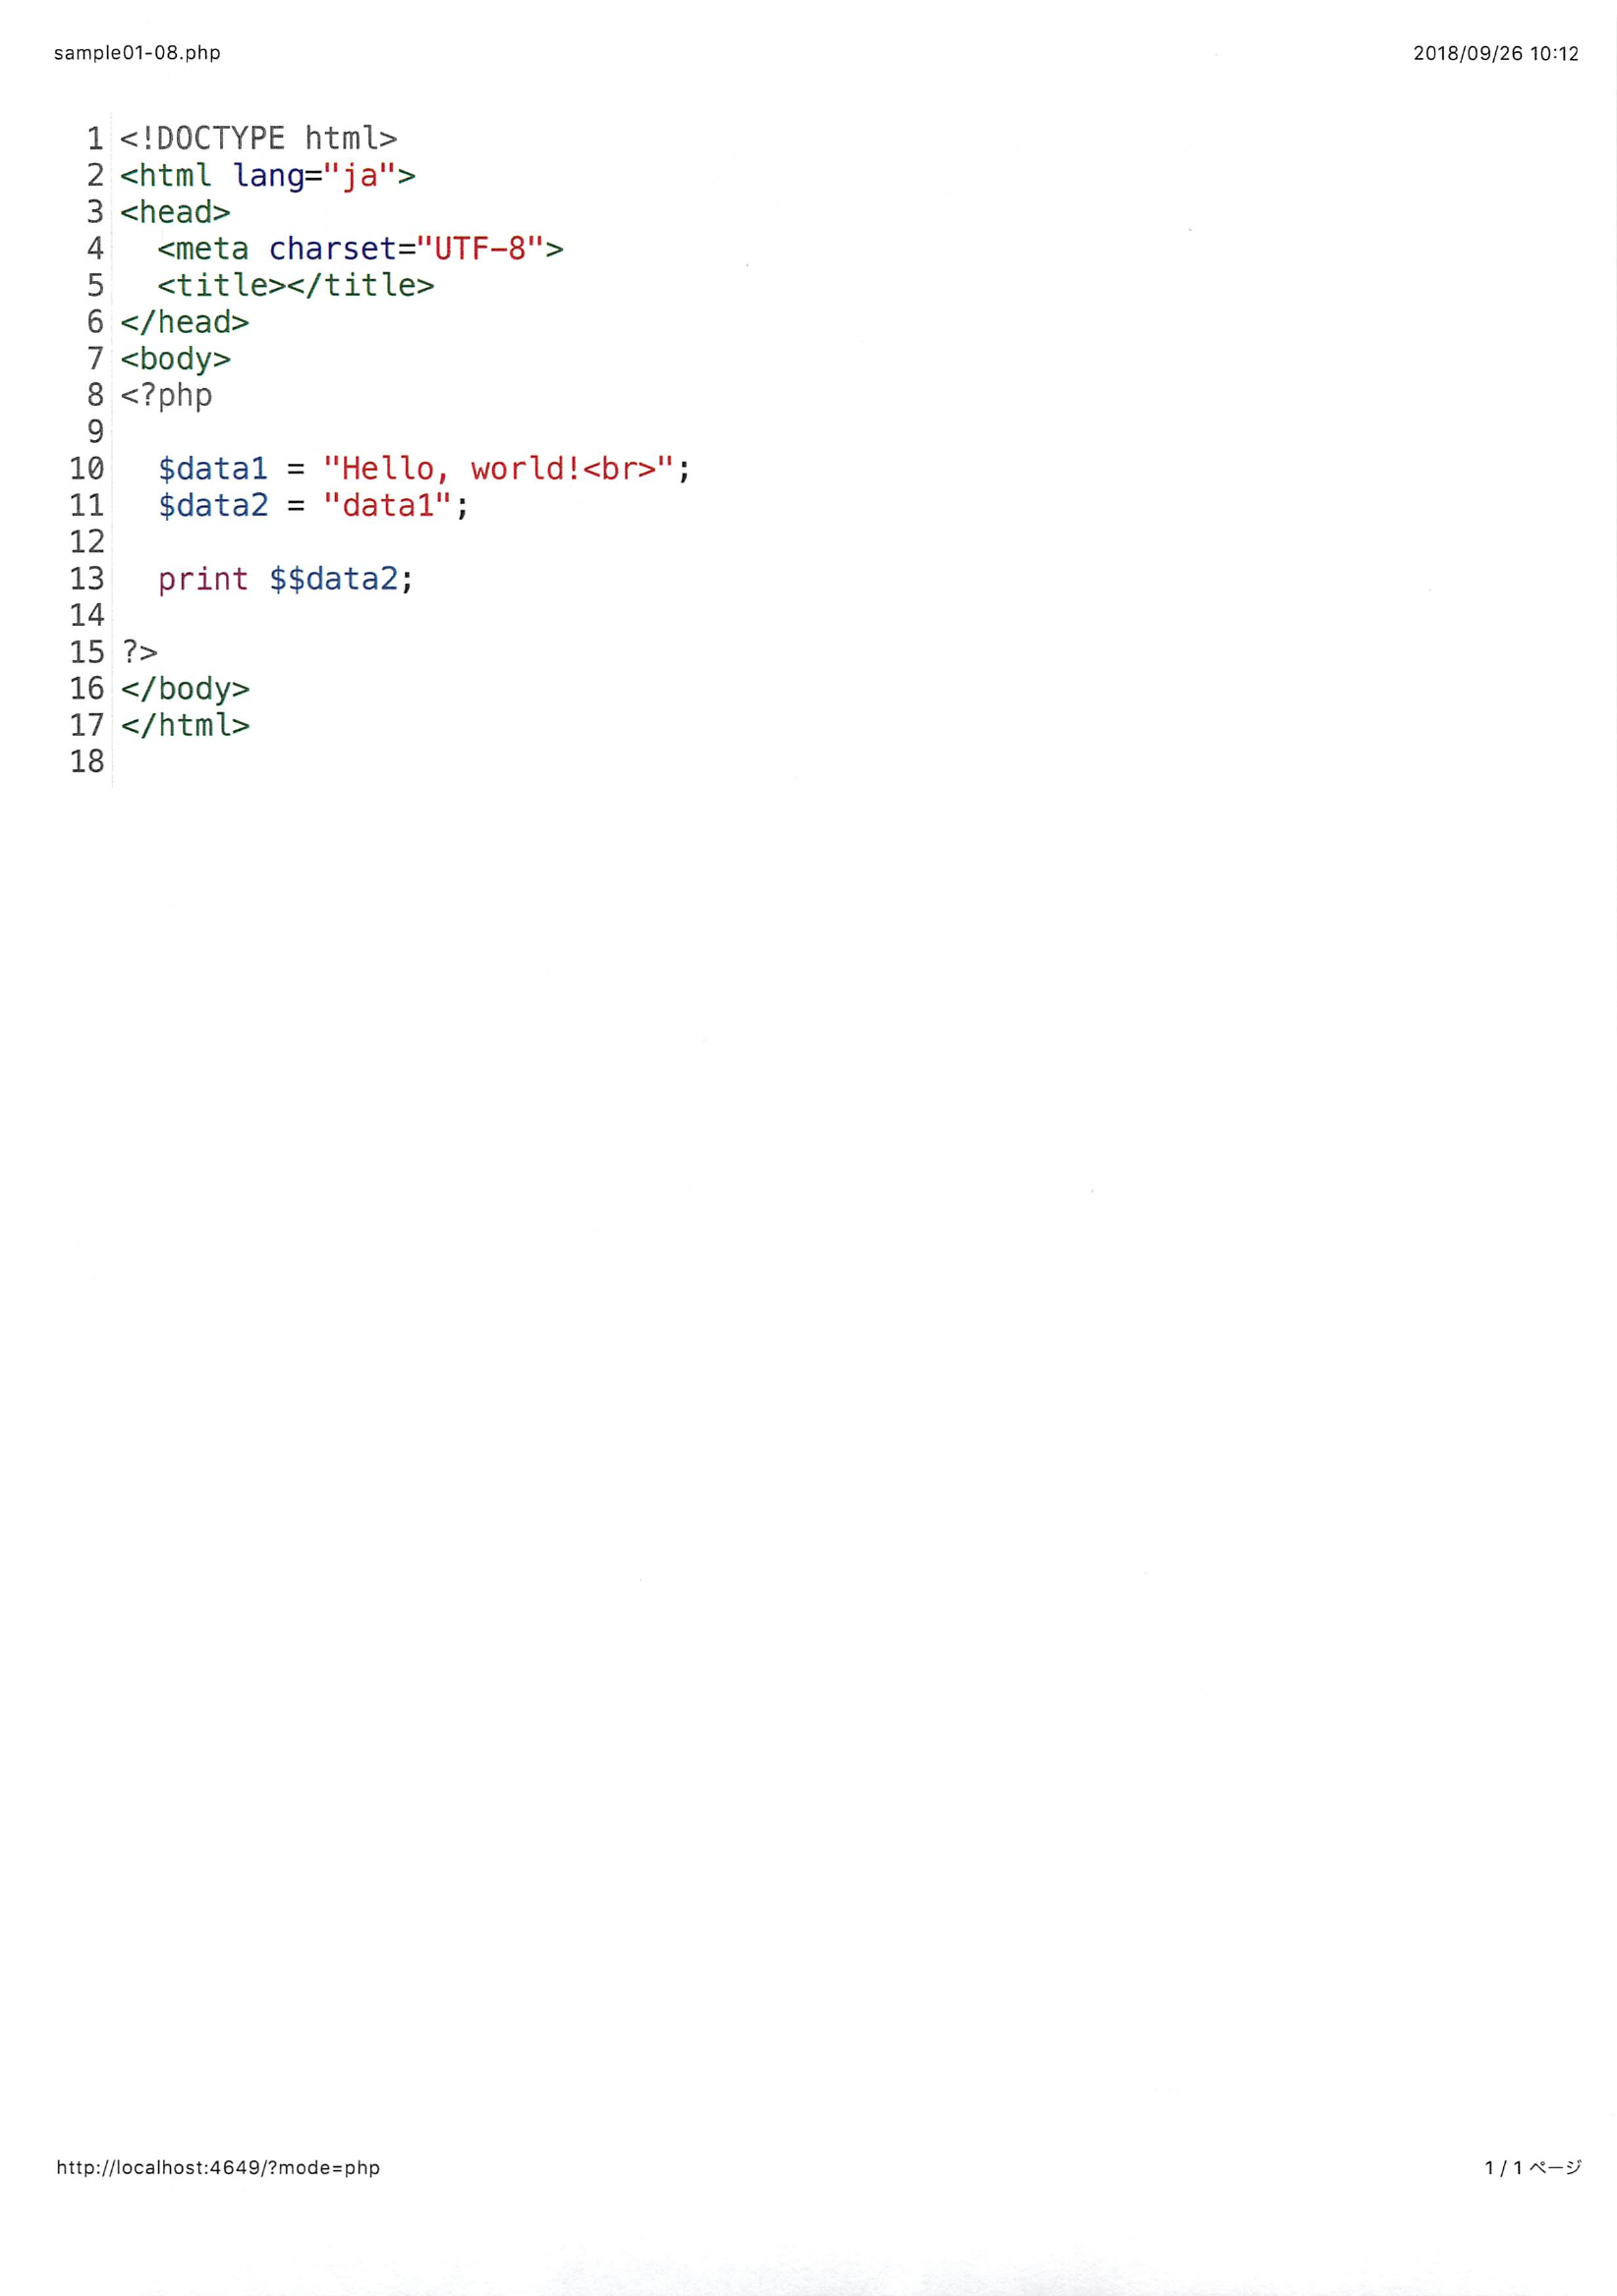 sample01-08.php 2018/09/26 10:12
1 <!DOCTYPE html>
2 <html lang="ja">
3 <head>
4   <meta charset="UTF-8">
5   <title></title>
6 </head>
7 <body>
8 <?php
9
10   $data1 = "Hello, world!<br>";
11   $data2 = "data1";
12
13   print $$data2;
14
15 ?>
16 </body>
17 </html>
18
http://localhost:4649/?mode=php 1/1 ページ